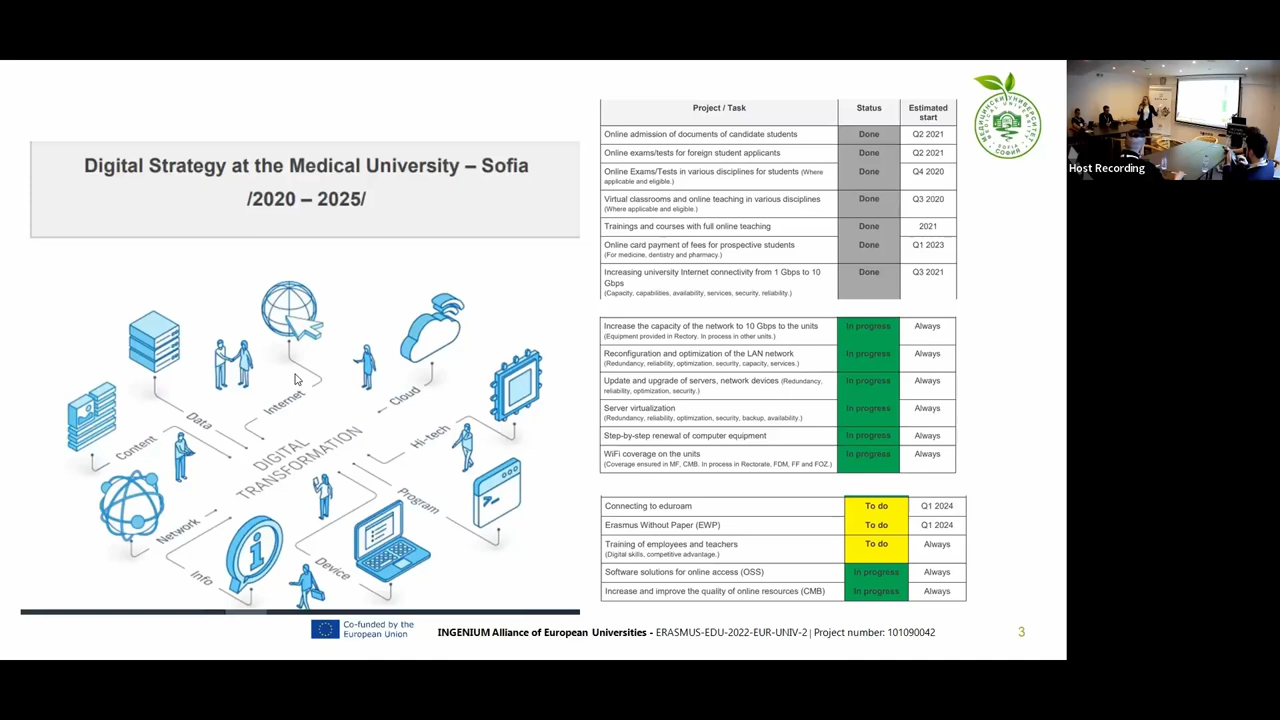 Digital Strategy at the Medical University – Sofia
/2020 – 2025/
Data
Internet
Cloud
Content
DIGITAL
TRANSFORMATION
Hi-tech
Network
Program
Info
Device
Project / Task Status Estimated
start
Online admission of documents of candidate students Done Q2 2021
Online exams/tests for foreign student applicants Done Q2 2021
Online Exams/Tests in various disciplines for students (Where Done Q4 2020
applicable and eligible.)
Virtual classrooms and online teaching in various disciplines Done Q3 2020
(Where applicable and eligible.)
Trainings and courses with full online teaching Done 2021
Online card payment of fees for prospective students Done Q1 2023
(For medicine, dentistry and pharmacy.)
Increasing university Internet connectivity from 1 Gbps to 10 Done Q3 2021
Gbps
(Capacity, capabilities, availability, services, security, reliability.)
Increase the capacity of the network to 10 Gbps to the units In progress Always
(Equipment provided in Rectory. In process in other units.)
Reconfiguration and optimization of the LAN network In progress Always
(Redundancy, reliability, optimization, security, capacity, services.)
Update and upgrade of servers, network devices (Redundancy, In progress Always
reliability, optimization, security.)
Server virtualization In progress Always
(Redundancy, reliability, optimization, security, backup, availability.)
Step-by-step renewal of computer equipment In progress Always
WiFi coverage on the units In progress Always
(Coverage ensured in MF, CMB. In process in Rectorate, FDM, FF and FOZ.)
Connecting to eduroam To do Q1 2024
Erasmus Without Paper (EWP) To do Q1 2024
Training of employees and teachers To do Always
(Digital skills, competitive advantage.)
Software solutions for online access (OSS) In progress Always
Increase and improve the quality of online resources (CMB) In progress Always
МЕДИЦИНСКИ УНИВЕРСИТЕТ
MEDICAL UNIVERSITY
SOFIA
СОФИЯ
Host Recording
Co-funded by the
European Union
INGENIUM Alliance of European Universities - ERASMUS-EDU-2022-EUR-UNIV-2 | Project number: 101090042
3